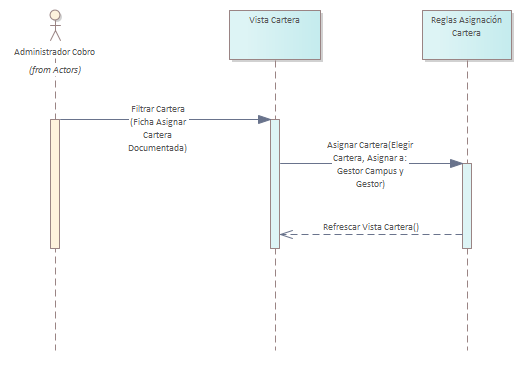 Administrador Cobro
(from Actors)
Vista Cartera
Reglas Asignación
Cartera
Filtrar Cartera
(Ficha Asignar
Cartera
Documentada)
Asignar Cartera(Elegir
Cartera, Asignar a:
Gestor Campus y
Gestor)
Refrescar Vista Cartera()